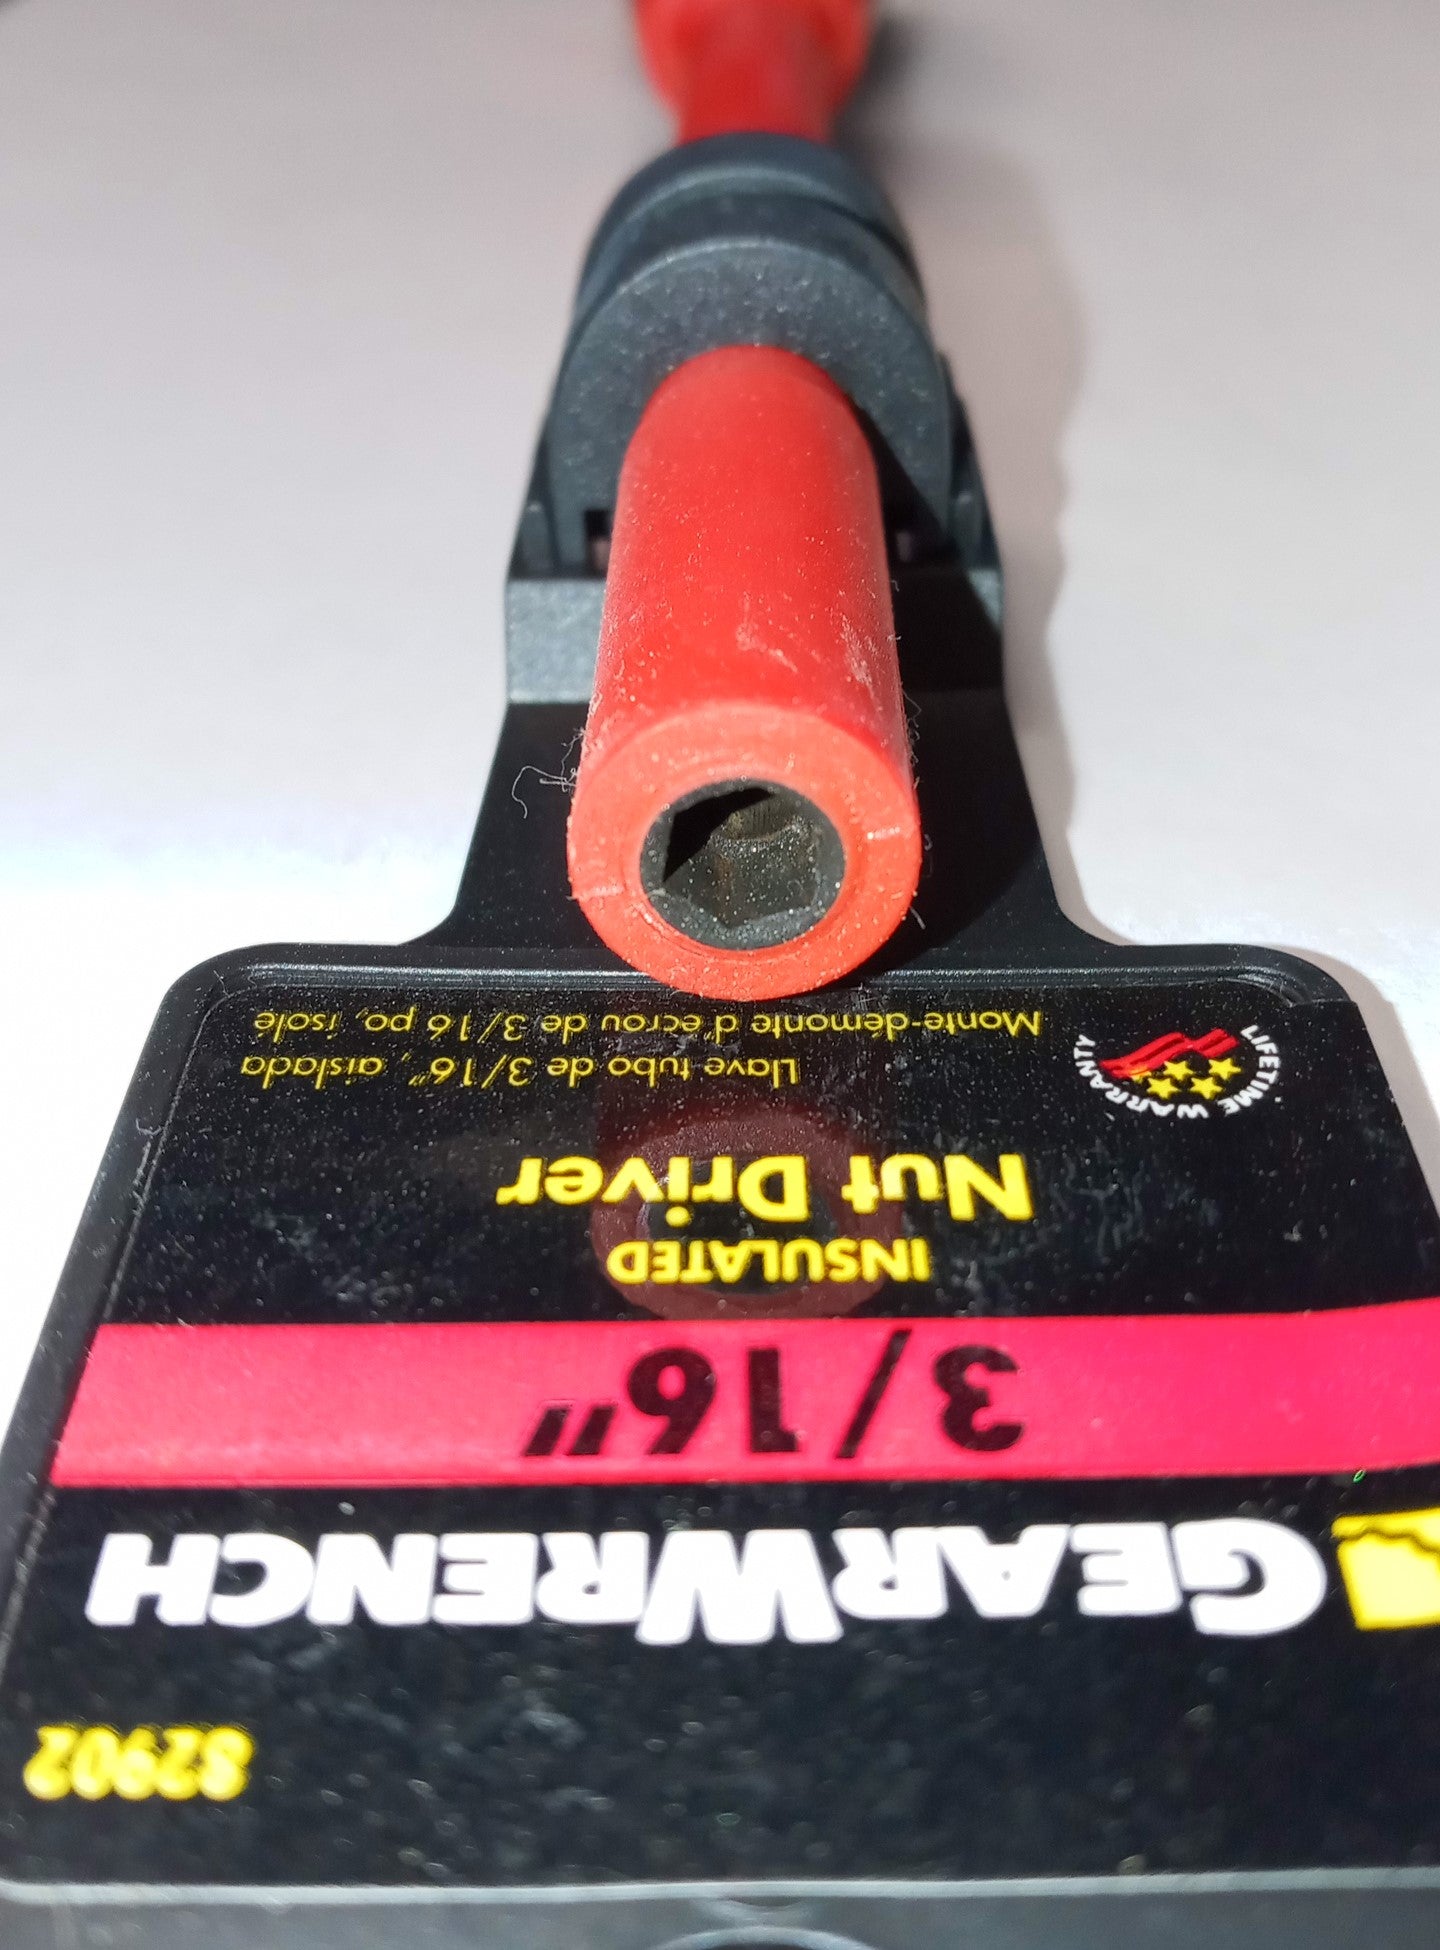 82902
GEARWRENCH
3/16"
INSULATED
Nut Driver
Llave tubo de 3/16", aislada
Monte-démonte d'écrou de 3/16 po, isolé
LIFETIME WARRANTY